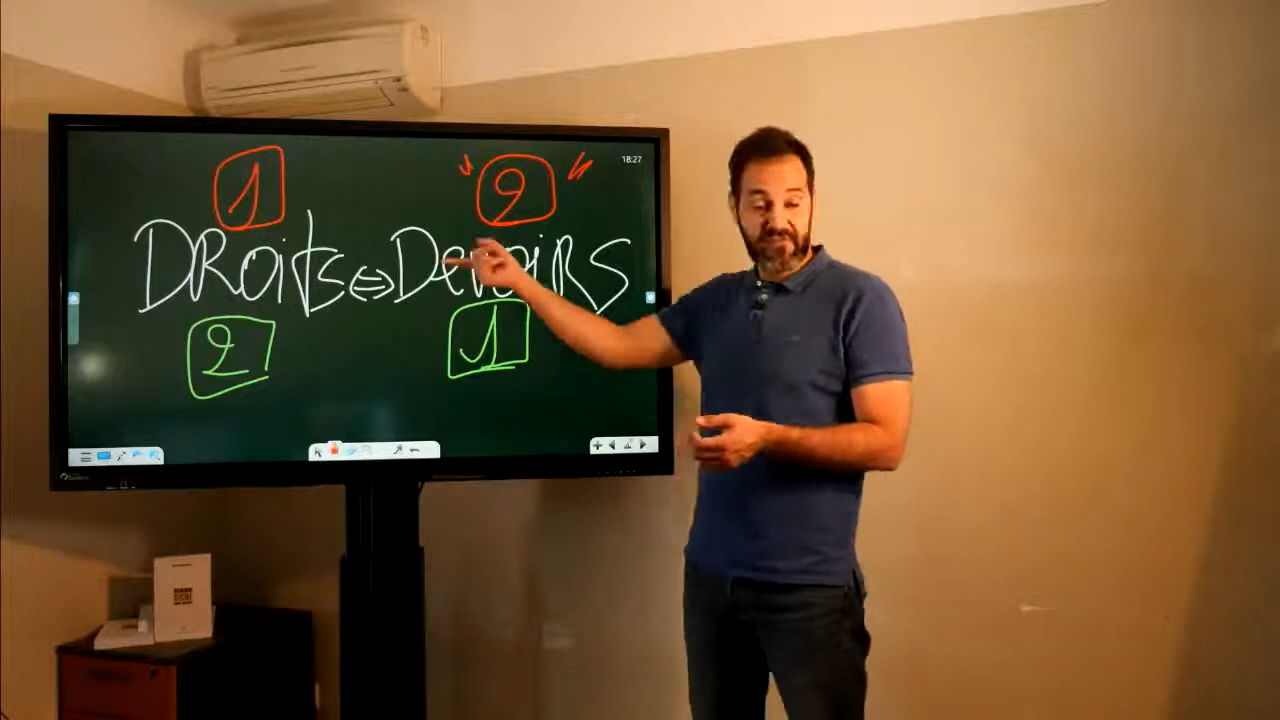 18:27
1 " 2 "
DRoits ⇔ DevoiRS
2 1